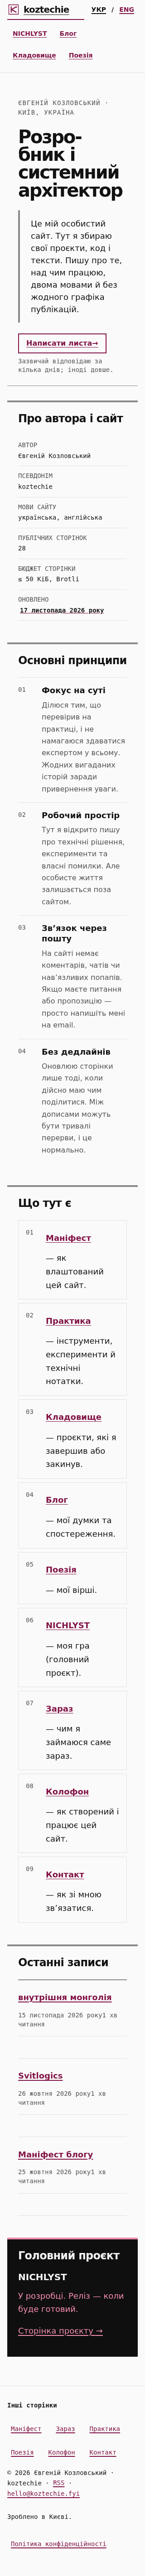 koztechie
УКР / ENG
NICHLYST Блог
Кладовище Поезія
ЄВГЕНІЙ КОЗЛОВСЬКИЙ ·
КИЇВ, УКРАЇНА
Розро-
бник і
системний
архітектор
Це мій особистий
сайт. Тут я збираю
свої проєкти, код і
тексти. Пишу про те,
над чим працюю,
двома мовами й без
жодного графіка
публікацій.
Написати листа→
Зазвичай відповідаю за
кілька днів; іноді довше.
Про автора і сайт
АВТОР
Євгеній Козловський
ПСЕВДОНІМ
koztechie
МОВИ САЙТУ
українська, англійська
ПУБЛІЧНИХ СТОРІНОК
28
БЮДЖЕТ СТОРІНКИ
≤ 50 КіБ, Brotli
ОНОВЛЕНО
17 листопада 2026 року
Основні принципи
01 Фокус на суті
Ділюся тим, що
перевірив на
практиці, і не
намагаюся здаватися
експертом у всьому.
Жодних вигаданих
історій заради
привернення уваги.
02 Робочий простір
Тут я відкрито пишу
про технічні рішення,
експерименти та
власні помилки. Але
особисте життя
залишається поза
сайтом.
03 Зв’язок через
пошту
На сайті немає
коментарів, чатів чи
нав’язливих попапів.
Якщо маєте питання
або пропозицію —
просто напишіть мені
на email.
04 Без дедлайнів
Оновлюю сторінки
лише тоді, коли
дійсно маю чим
поділитися. Між
дописами можуть
бути тривалі
перерви, і це
нормально.
Що тут є
01 Маніфест
— як
влаштований
цей сайт.
02 Практика
— інструменти,
експерименти й
технічні
нотатки.
03 Кладовище
— проєкти, які я
завершив або
закинув.
04 Блог
— мої думки та
спостереження.
05 Поезія
— мої вірші.
06 NICHLYST
— моя гра
(головний
проєкт).
07 Зараз
— чим я
займаюся саме
зараз.
08 Колофон
— як створений і
працює цей
сайт.
09 Контакт
— як зі мною
зв’язатися.
Останні записи
внутрішня монголія
15 листопада 2026 року1 хв
читання
Svitlogics
26 жовтня 2026 року1 хв
читання
Маніфест блогу
25 жовтня 2026 року1 хв
читання
Головний проєкт
NICHLYST
У розробці. Реліз — коли
буде готовий.
Сторінка проєкту →
Інші сторінки
Маніфест Зараз Практика
Поезія Колофон Контакт
© 2026 Євгеній Козловський ·
koztechie · RSS ·
hello@koztechie.fyi
Зроблено в Києві.
Політика конфіденційності